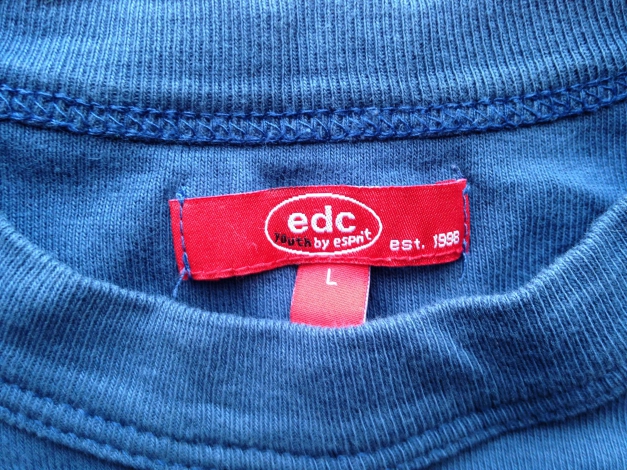 edc
youth by esprit
est. 1998
L